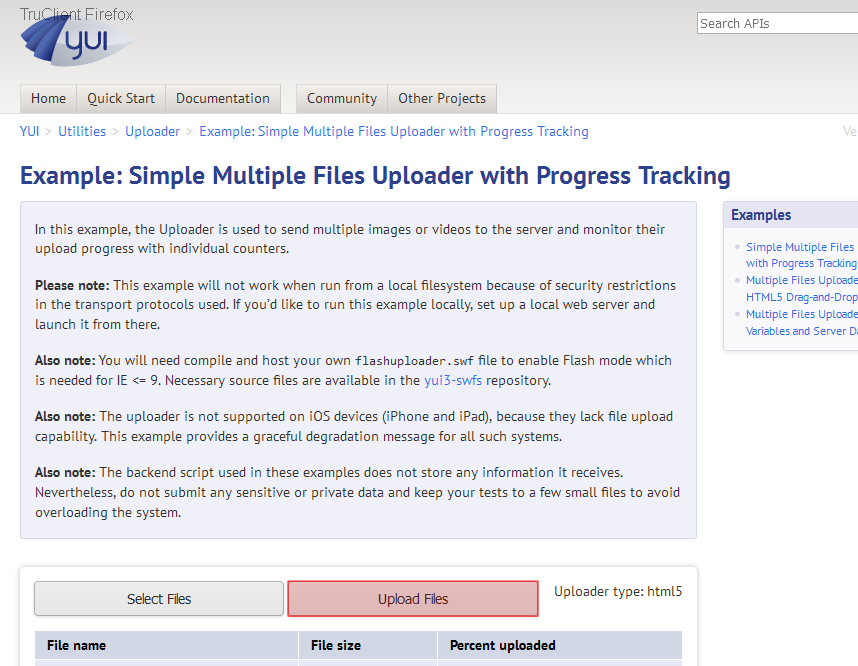 TruClient Firefox
yui
Search APIs
Home Quick Start Documentation Community Other Projects
YUI > Utilities > Uploader > Example: Simple Multiple Files Uploader with Progress Tracking
Example: Simple Multiple Files Uploader with Progress Tracking
In this example, the Uploader is used to send multiple images or videos to the server and monitor their
upload progress with individual counters.
Please note: This example will not work when run from a local filesystem because of security restrictions
in the transport protocols used. If you'd like to run this example locally, set up a local web server and
launch it from there.
Also note: You will need compile and host your own flashuploader.swf file to enable Flash mode which
is needed for IE <= 9. Necessary source files are available in the yui3-swfs repository.
Also note: The uploader is not supported on iOS devices (iPhone and iPad), because they lack file upload
capability. This example provides a graceful degradation message for all such systems.
Also note: The backend script used in these examples does not store any information it receives.
Nevertheless, do not submit any sensitive or private data and keep your tests to a few small files to avoid
overloading the system.
Examples
Simple Multiple Files
with Progress Tracking
Multiple Files Uploade
HTML5 Drag-and-Drop
Multiple Files Uploade
Variables and Server Da
Select Files Upload Files Uploader type: html5
File name File size Percent uploaded